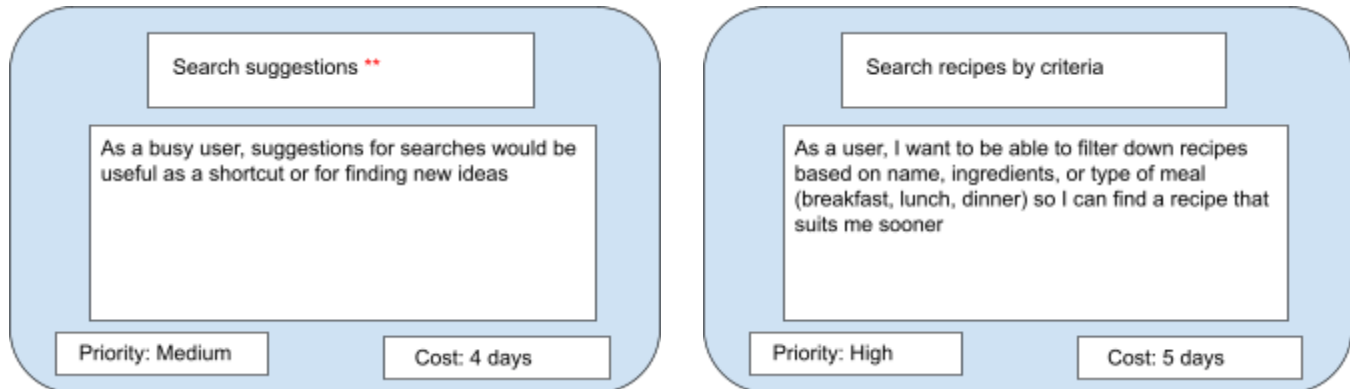 Search suggestions **
As a busy user, suggestions for searches would be
useful as a shortcut or for finding new ideas
Priority: Medium
Cost: 4 days
Search recipes by criteria
As a user, I want to be able to filter down recipes
based on name, ingredients, or type of meal
(breakfast, lunch, dinner) so I can find a recipe that
suits me sooner
Priority: High
Cost: 5 days